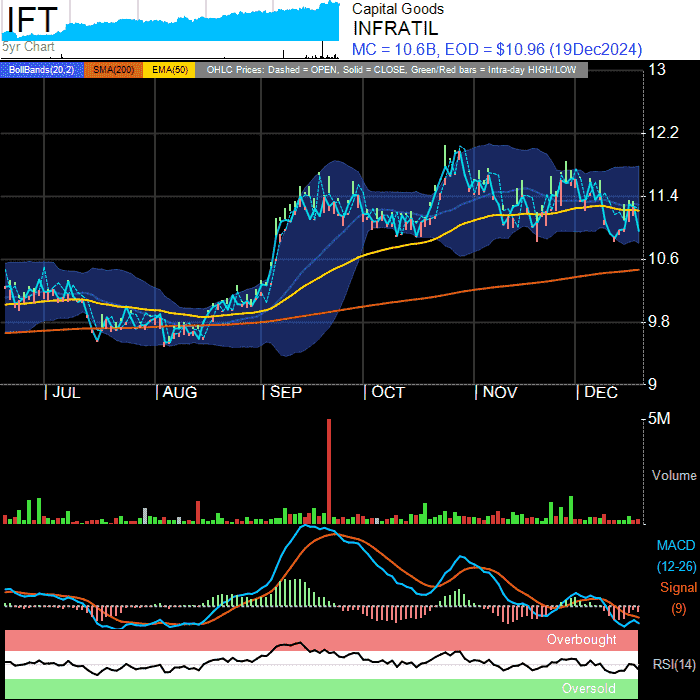 IFT
5yr Chart
Capital Goods
INFRATIL
MC = 10.6B, EOD = $10.96 (19Dec2024)
BollBands(20,2) SMA(200) EMA(50) OHLC Prices: Dashed = OPEN, Solid = CLOSE, Green/Red bars = Intra-day HIGH/LOW
13
12.2
11.4
10.6
9.8
9
| JUL | AUG | SEP | OCT | NOV | DEC
5M
Volume
MACD
(12-26)
Signal
(9)
Overbought
RSI(14)
Oversold